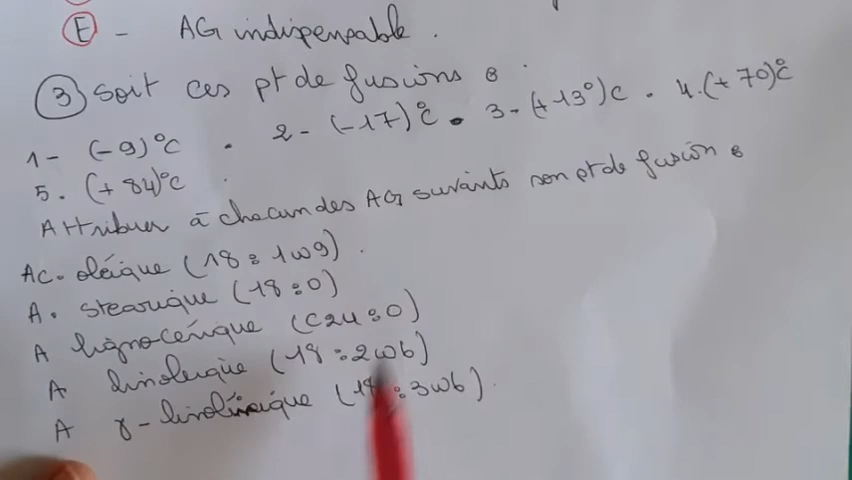 E - AG indispensable.
3 Soit ces pt de fusions :
1- (-9)°C . 2- (-17)°C . 3- (+13°)C . 4. (+70)°C
5. (+84)°C .
Attribuer à chacun des AG suivants son pt de fusion :
Ac. oléique (18:1ω9).
A. stearique (18:0)
A lignocérique (C24:0)
A linoleique (18:2ω6)
A γ-linolénique (18:3ω6).